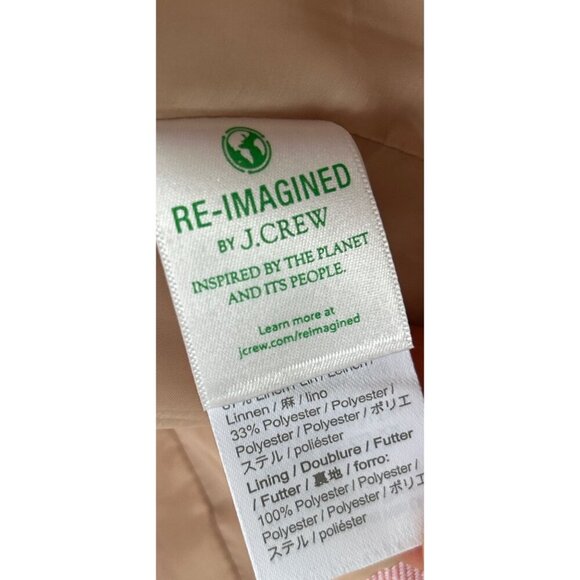 RE-IMAGINED
BY J.CREW
INSPIRED BY THE PLANET
AND ITS PEOPLE.
Learn more at
jcrew.com/reimagined
Linnen / 麻 / lino
33% Polyester / Polyester /
Polyester / Polyester / ポリエ
ステル / poliéster
Lining / Doublure / Futter
/ Futter / 裏地 / forro:
100% Polyester / Polyester /
Polyester / Polyester / ポリエ
ステル / poliéster